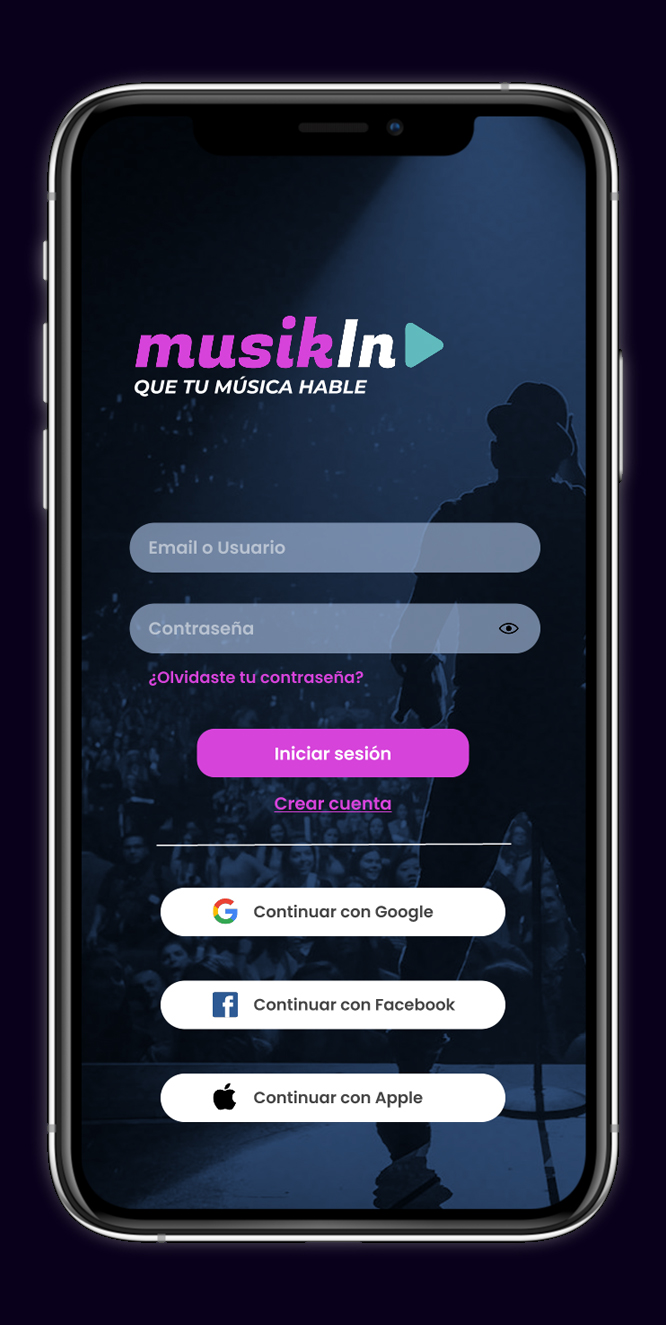 musikIn
QUE TU MÚSICA HABLE
Email o Usuario
Contraseña
¿Olvidaste tu contraseña?
Iniciar sesión
Crear cuenta
Continuar con Google
Continuar con Facebook
Continuar con Apple